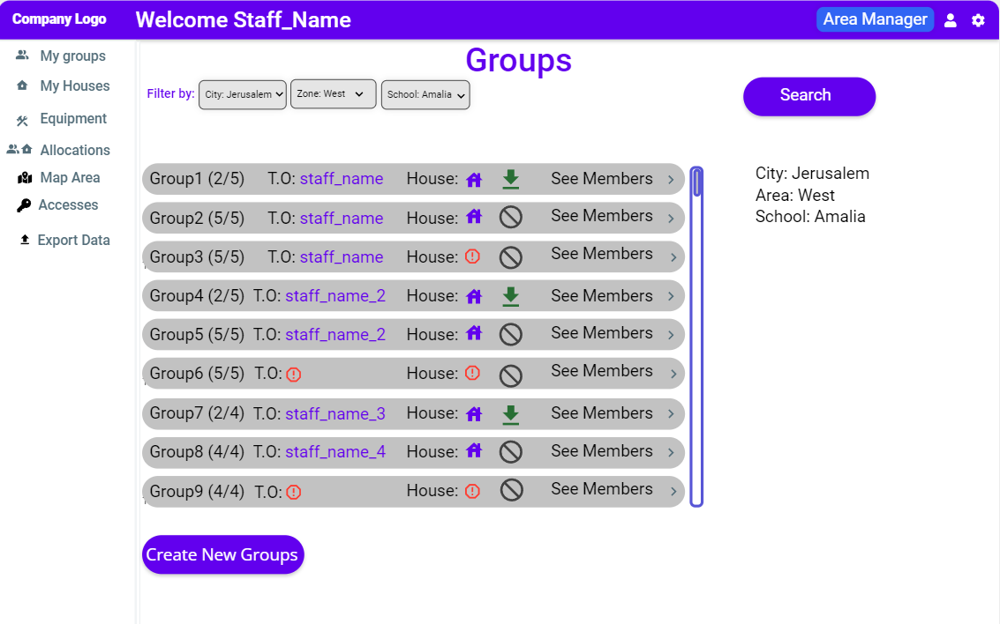 Company Logo Welcome Staff_Name Area Manager
My groups
My Houses
Equipment
Allocations
Map Area
Accesses
Export Data
Groups
Filter by: City: Jerusalem Zone: West School: Amalia Search
Group1 (2/5) T.O: staff_name House: See Members
Group2 (5/5) T.O: staff_name House: See Members
Group3 (5/5) T.O: staff_name House: See Members
Group4 (2/5) T.O: staff_name_2 House: See Members
Group5 (5/5) T.O: staff_name_2 House: See Members
Group6 (5/5) T.O: House: See Members
Group7 (2/4) T.O: staff_name_3 House: See Members
Group8 (4/4) T.O: staff_name_4 House: See Members
Group9 (4/4) T.O: House: See Members
City: Jerusalem
Area: West
School: Amalia
Create New Groups